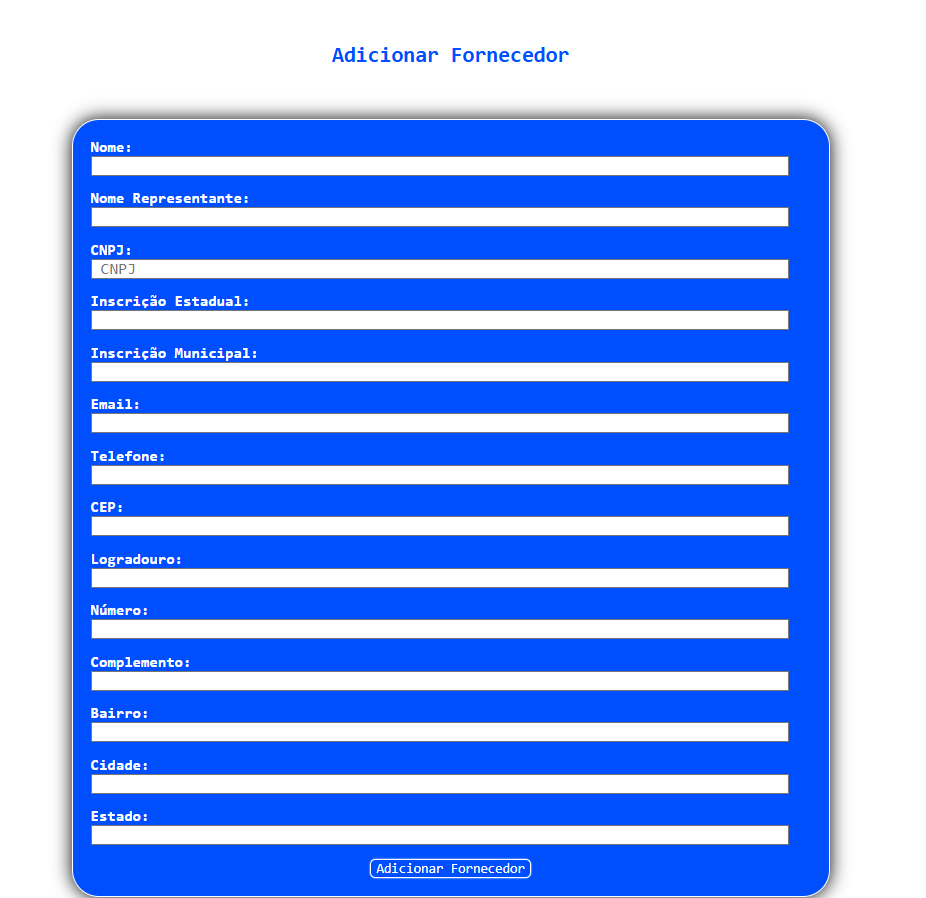 Adicionar Fornecedor
Nome:
Nome Representante:
CNPJ:
CNPJ
Inscrição Estadual:
Inscrição Municipal:
Email:
Telefone:
CEP:
Logradouro:
Número:
Complemento:
Bairro:
Cidade:
Estado:
Adicionar Fornecedor